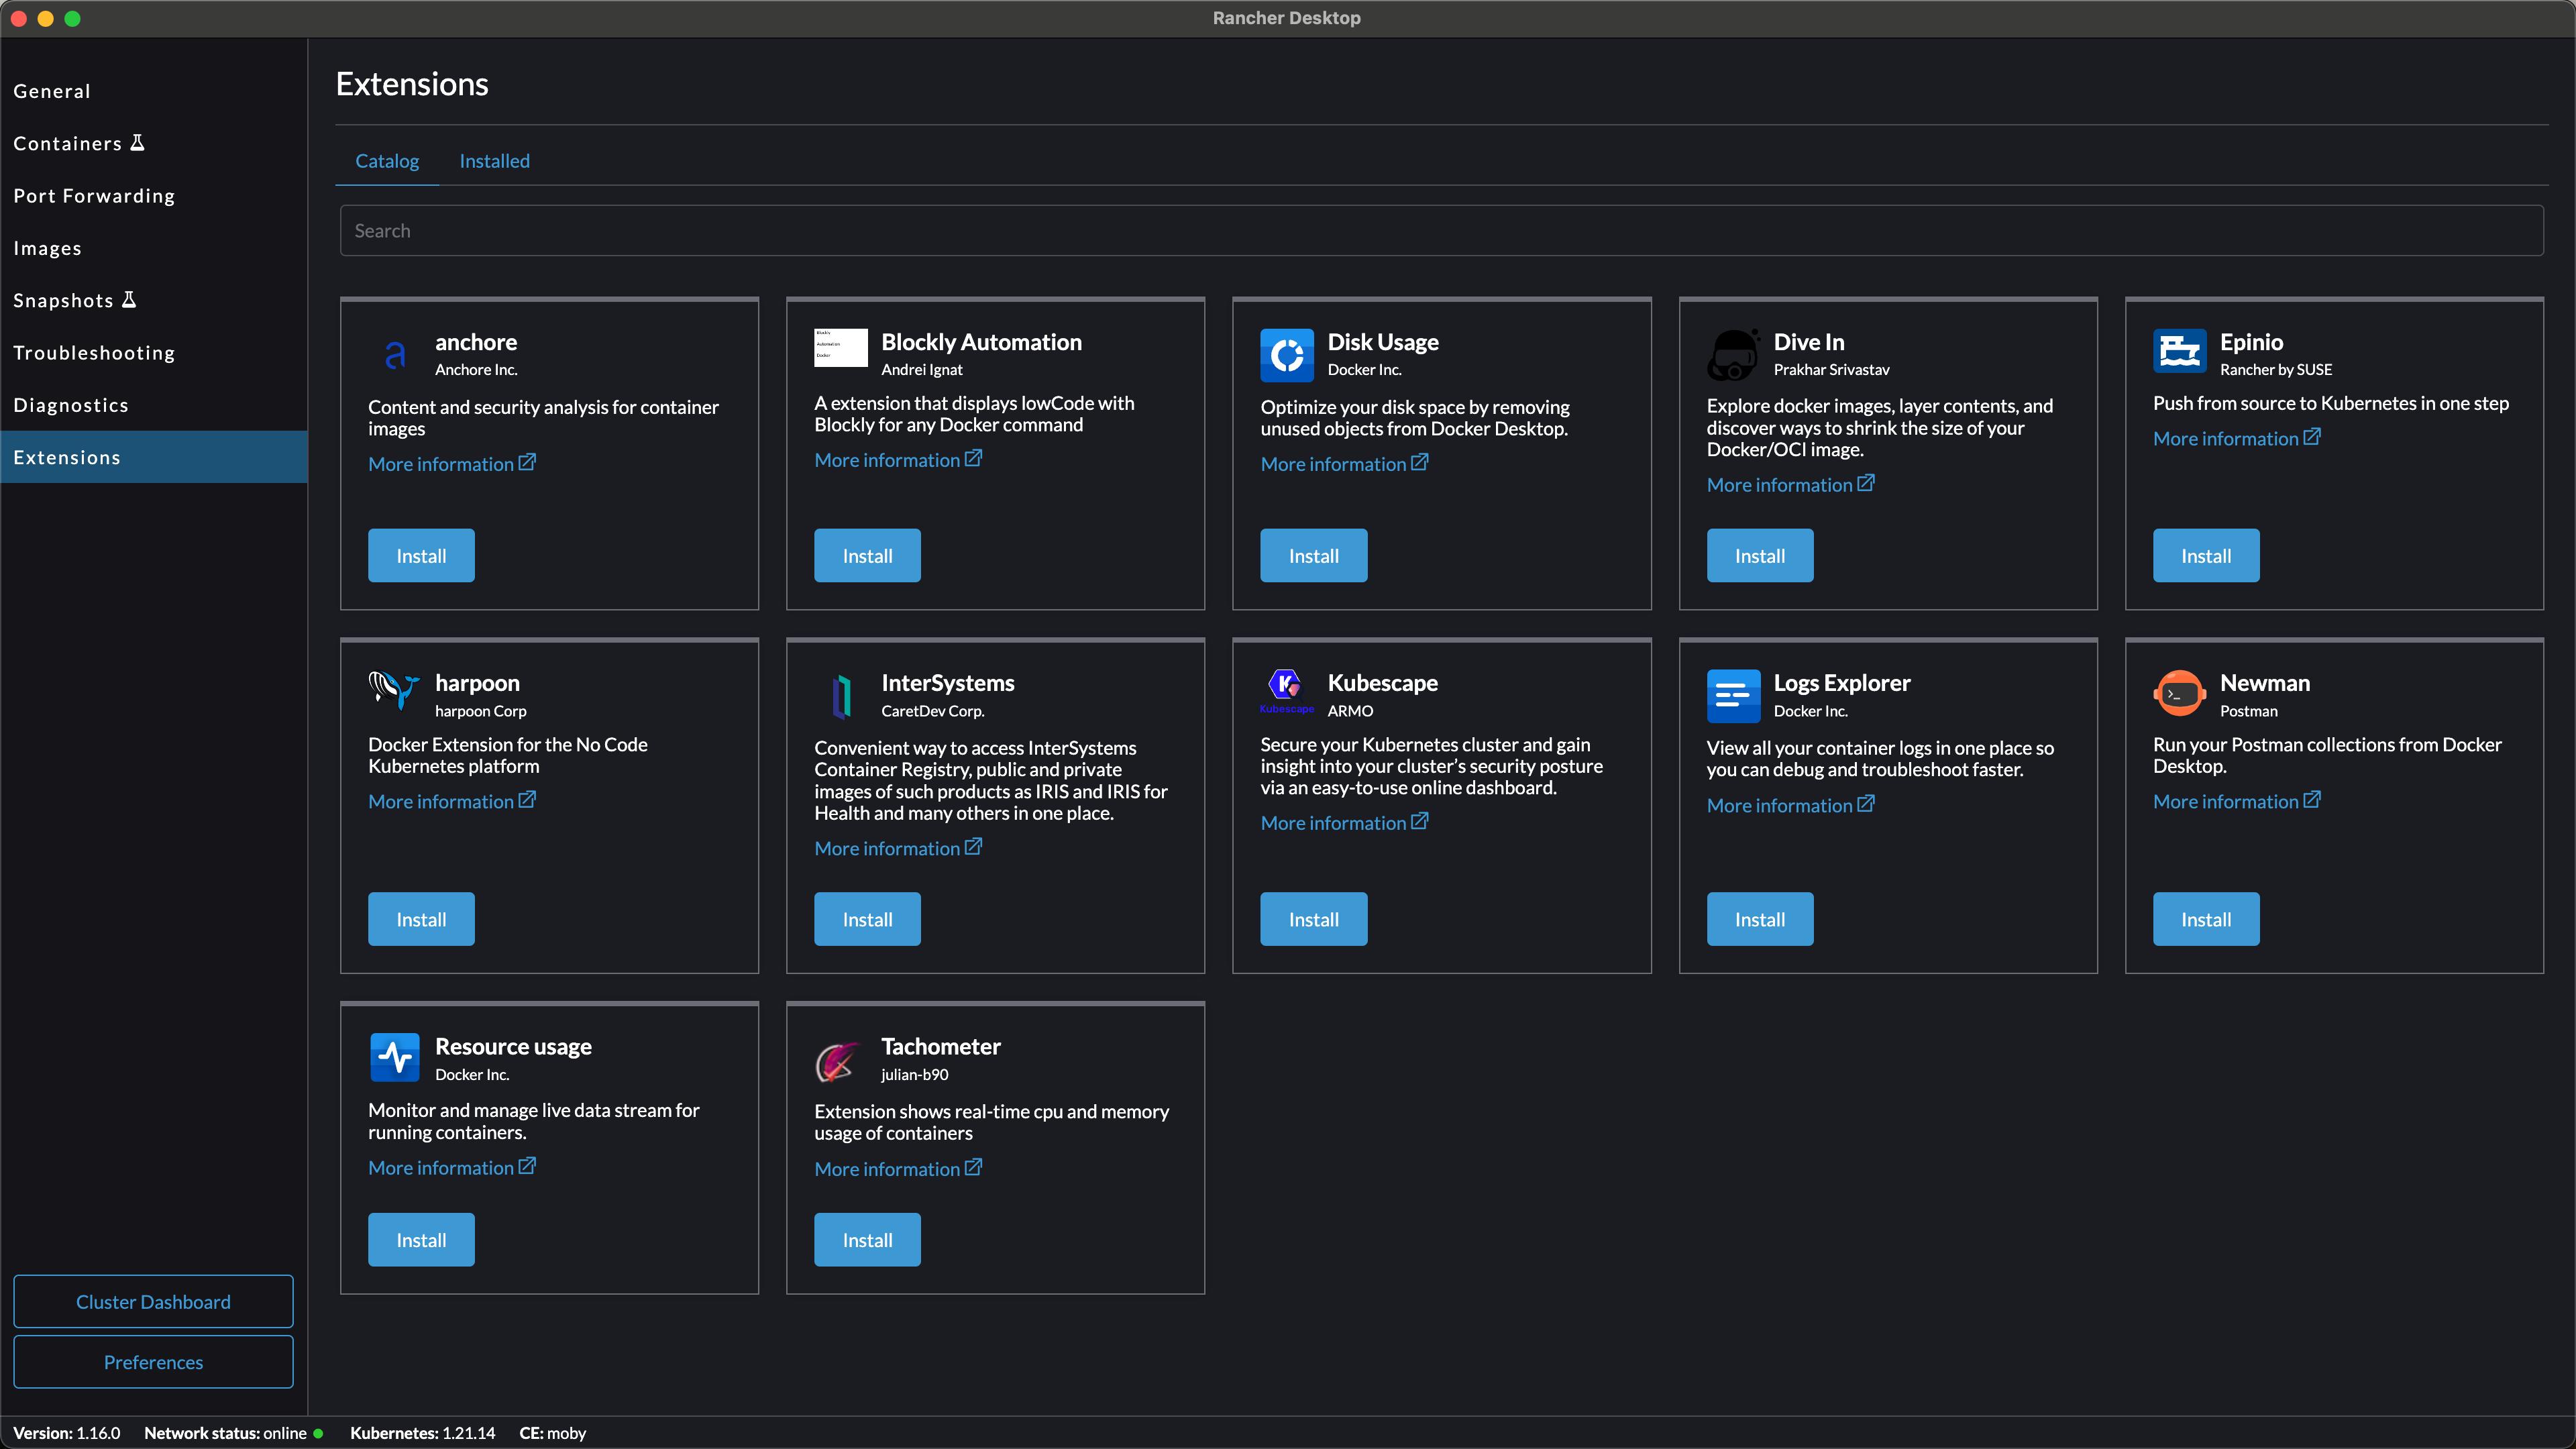 Rancher Desktop
General
Containers
Port Forwarding
Images
Snapshots
Troubleshooting
Diagnostics
Extensions
Cluster Dashboard
Preferences
Extensions
Catalog Installed
Search
anchore
Anchore Inc.
Content and security analysis for container
images
More information
Install
Blockly
Automation
Docker
Blockly Automation
Andrei Ignat
A extension that displays lowCode with
Blockly for any Docker command
More information
Install
Disk Usage
Docker Inc.
Optimize your disk space by removing
unused objects from Docker Desktop.
More information
Install
Dive In
Prakhar Srivastav
Explore docker images, layer contents, and
discover ways to shrink the size of your
Docker/OCI image.
More information
Install
Epinio
Rancher by SUSE
Push from source to Kubernetes in one step
More information
Install
harpoon
harpoon Corp
Docker Extension for the No Code
Kubernetes platform
More information
Install
InterSystems
CaretDev Corp.
Convenient way to access InterSystems
Container Registry, public and private
images of such products as IRIS and IRIS for
Health and many others in one place.
More information
Install
Kubescape
Kubescape
ARMO
Secure your Kubernetes cluster and gain
insight into your cluster’s security posture
via an easy-to-use online dashboard.
More information
Install
Logs Explorer
Docker Inc.
View all your container logs in one place so
you can debug and troubleshoot faster.
More information
Install
Newman
Postman
Run your Postman collections from Docker
Desktop.
More information
Install
Resource usage
Docker Inc.
Monitor and manage live data stream for
running containers.
More information
Install
Tachometer
julian-b90
Extension shows real-time cpu and memory
usage of containers
More information
Install
Version: 1.16.0 Network status: online Kubernetes: 1.21.14 CE: moby